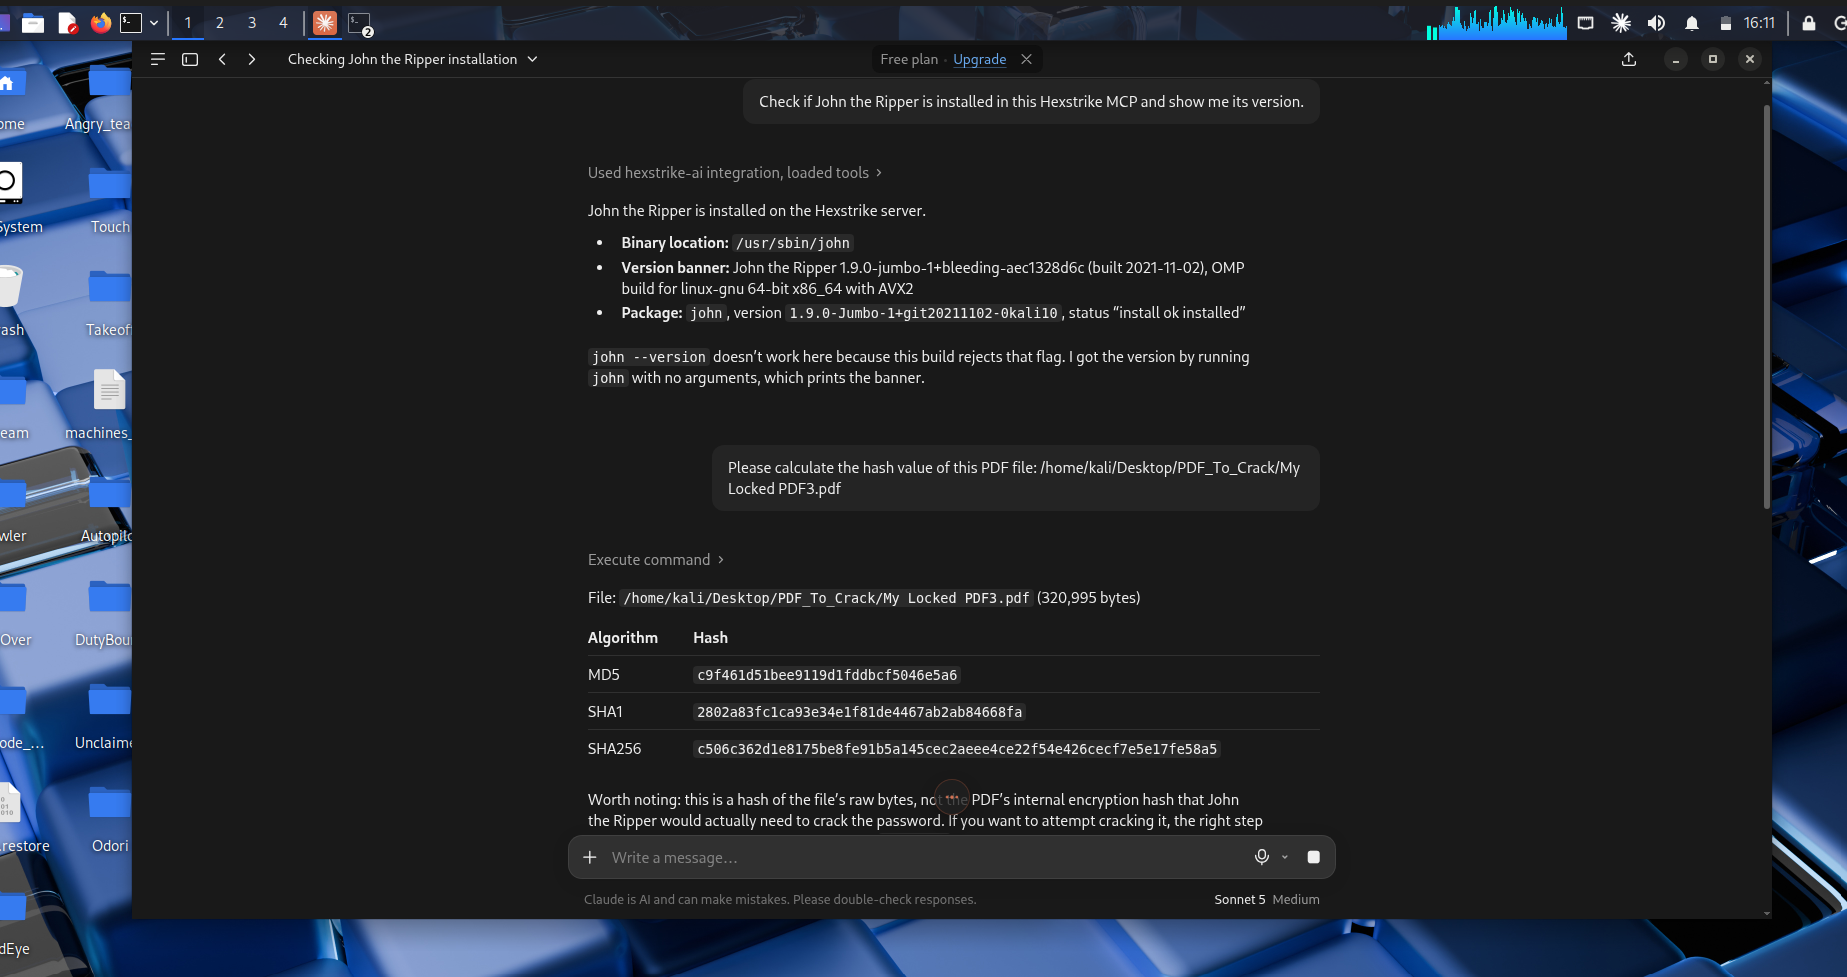 1 2 3 4
2
16:11
Checking John the Ripper installation
Free plan · Upgrade
Check if John the Ripper is installed in this Hexstrike MCP and show me its version.
Used hexstrike-ai integration, loaded tools
John the Ripper is installed on the Hexstrike server.
• Binary location: /usr/sbin/john
• Version banner: John the Ripper 1.9.0-jumbo-1+bleeding-aec1328d6c (built 2021-11-02), OMP
build for linux-gnu 64-bit x86_64 with AVX2
• Package: john, version 1.9.0-Jumbo-1+git20211102-0kali10, status “install ok installed”
john --version doesn’t work here because this build rejects that flag. I got the version by running
john with no arguments, which prints the banner.
Please calculate the hash value of this PDF file: /home/kali/Desktop/PDF_To_Crack/My
Locked PDF3.pdf
Execute command
File: /home/kali/Desktop/PDF_To_Crack/My Locked PDF3.pdf (320,995 bytes)
Algorithm Hash
MD5 c9f461d51bee9119d1fddbcf5046e5a6
SHA1 2802a83fc1ca93e34e1f81de4467ab2ab84668fa
SHA256 c506c362d1e8175be8fe91b5a145cec2aeee4ce22f54e426cecf7e5e17fe58a5
Worth noting: this is a hash of the file’s raw bytes, not the PDF’s internal encryption hash that John
the Ripper would actually need to crack the password. If you want to attempt cracking it, the right step
Write a message…
Claude is AI and can make mistakes. Please double-check responses.
Sonnet 5 Medium
ome
Angry_tea
System
Touch
ash
Takeof
eam
machines_
wler
Autopilo
Over
DutyBou
ode_...
Unclaime
.restore
Odori
dEye